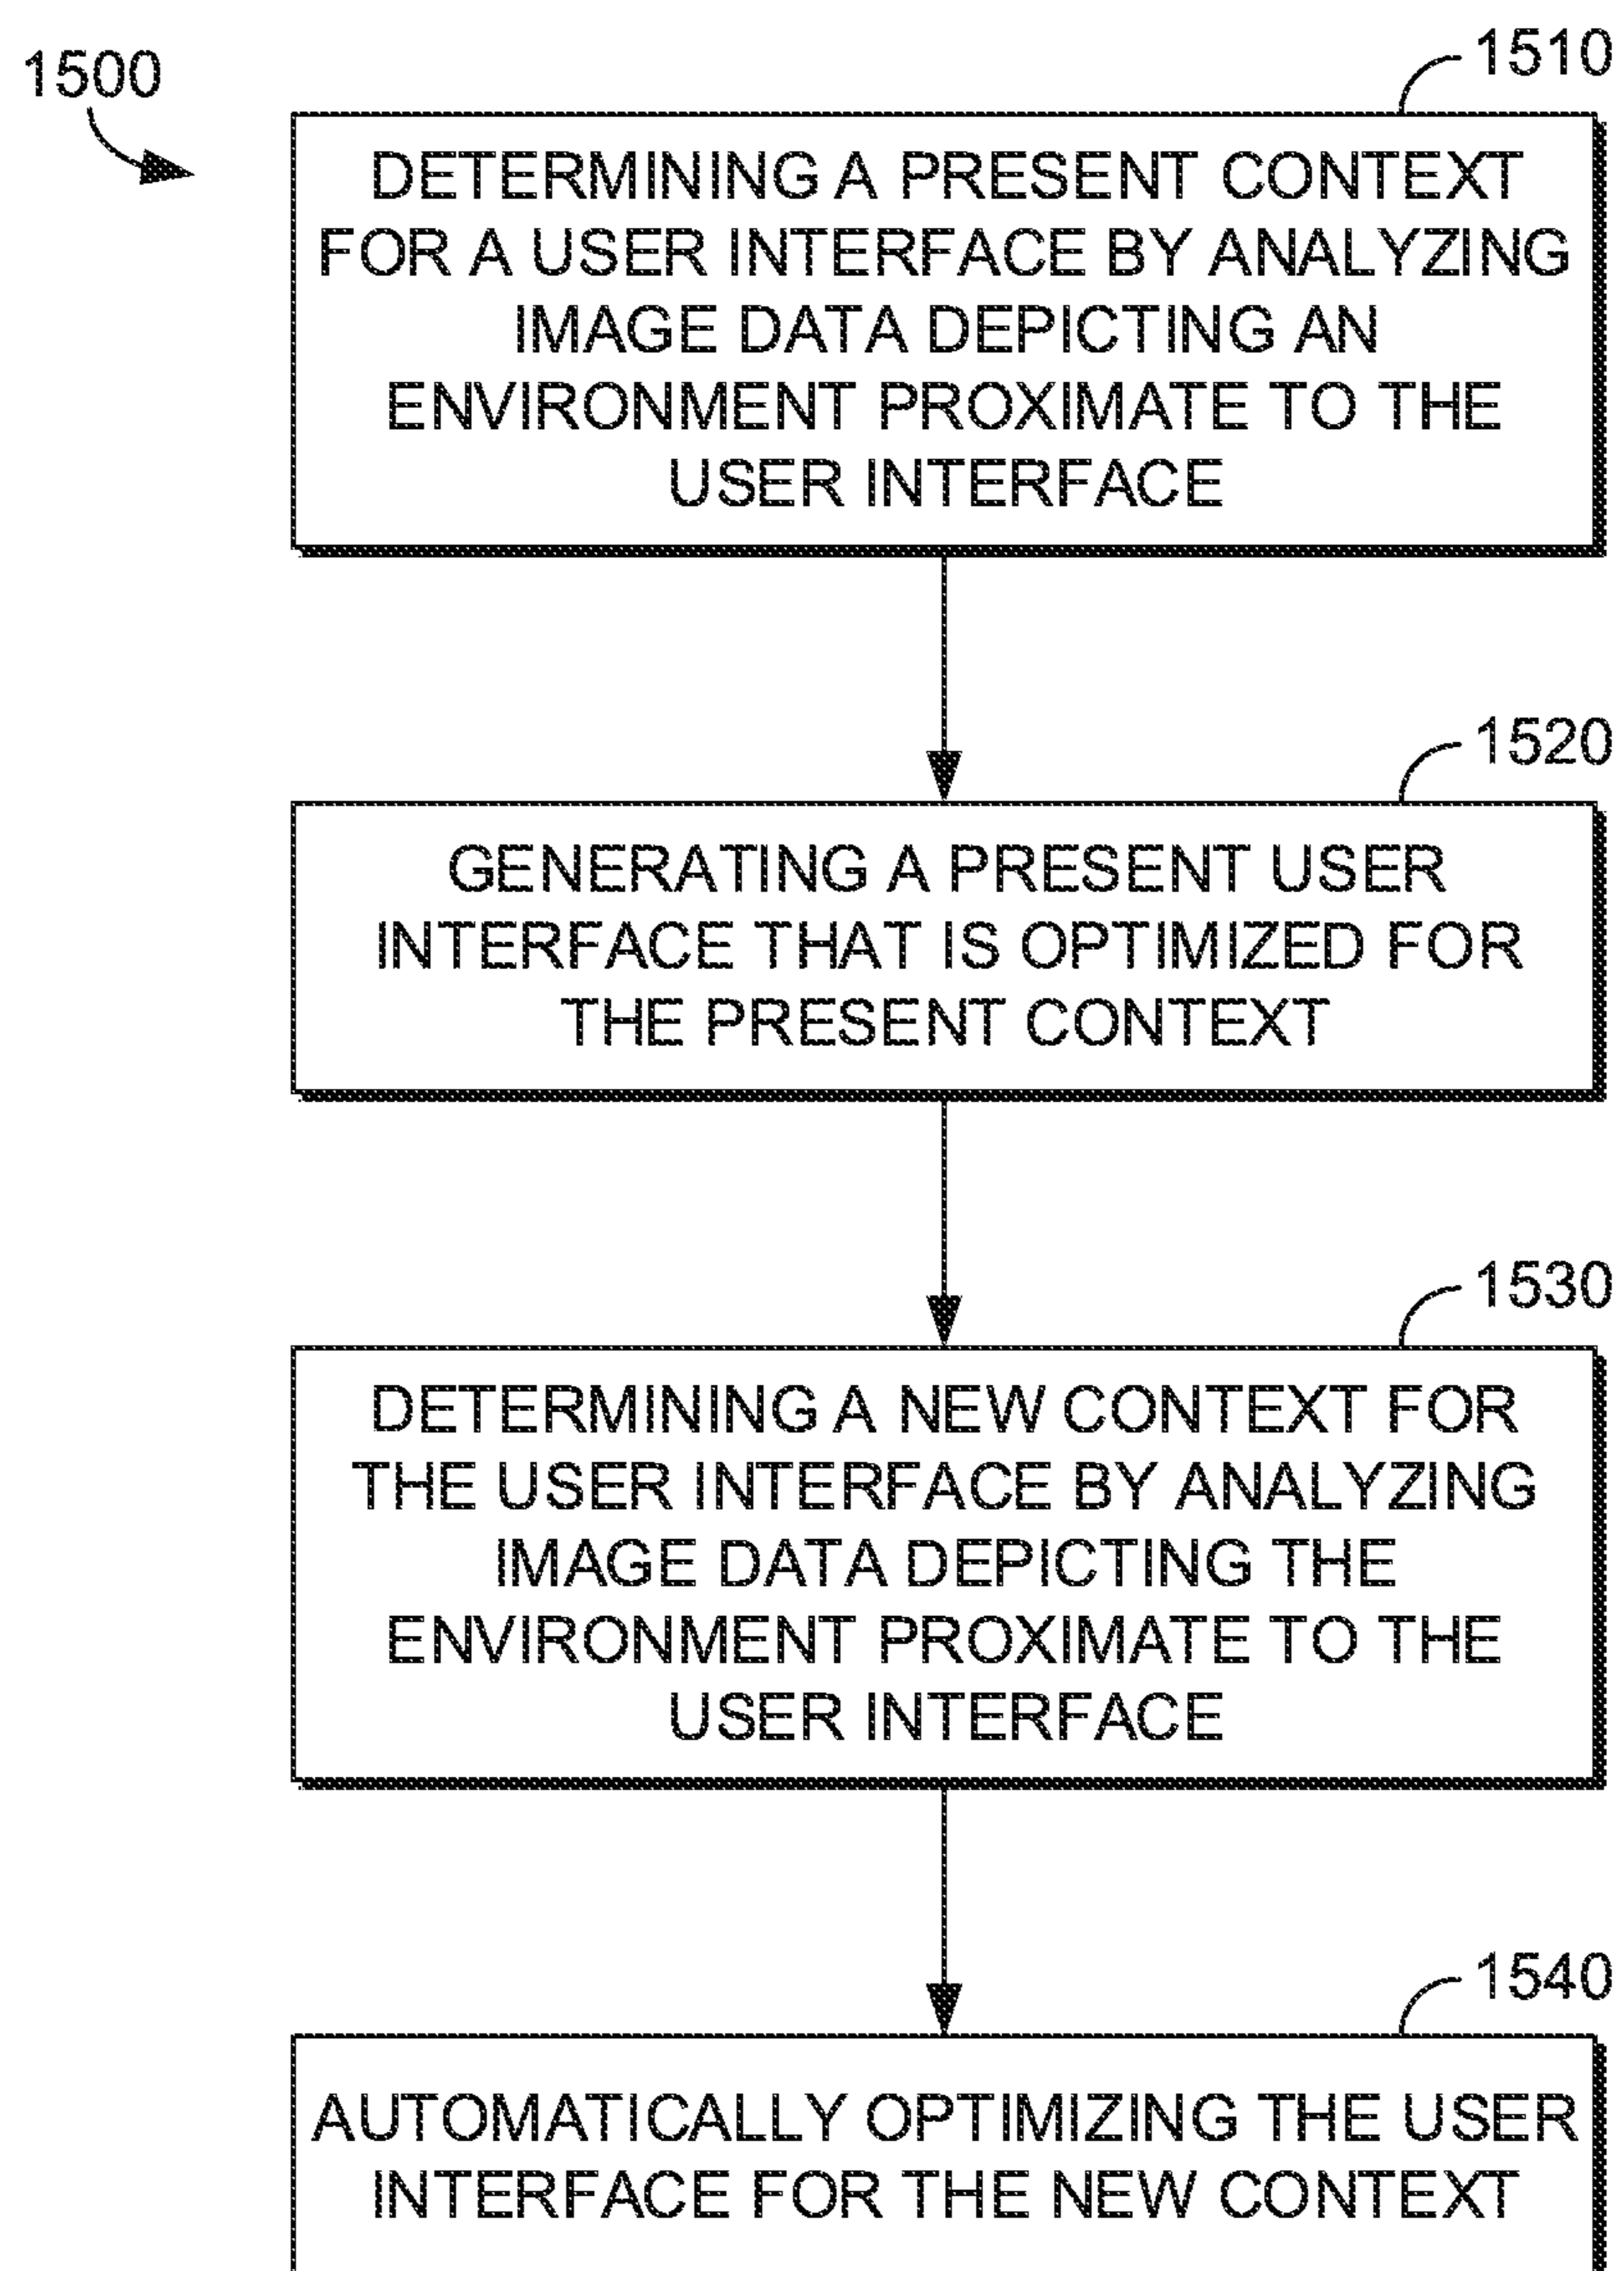 1500
1510
DETERMINING A PRESENT CONTEXT
FOR A USER INTERFACE BY ANALYZING
IMAGE DATA DEPICTING AN
ENVIRONMENT PROXIMATE TO THE
USER INTERFACE
1520
GENERATING A PRESENT USER
INTERFACE THAT IS OPTIMIZED FOR
THE PRESENT CONTEXT
1530
DETERMINING A NEW CONTEXT FOR
THE USER INTERFACE BY ANALYZING
IMAGE DATA DEPICTING THE
ENVIRONMENT PROXIMATE TO THE
USER INTERFACE
1540
AUTOMATICALLY OPTIMIZING THE USER
INTERFACE FOR THE NEW CONTEXT